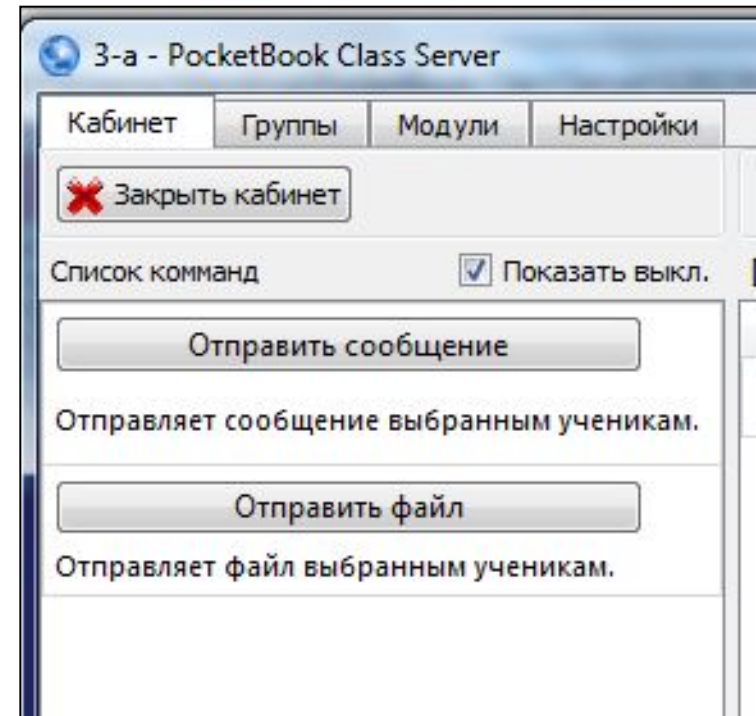 3-а - PocketBook Class Server
Кабинет Группы Модули Настройки
Закрыть кабинет
Список комманд Показать выкл.
Отправить сообщение
Отправляет сообщение выбранным ученикам.
Отправить файл
Отправляет файл выбранным ученикам.